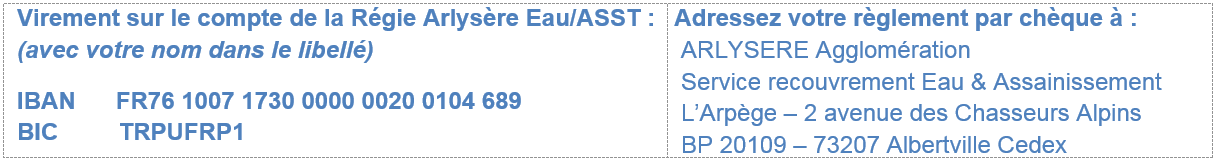 Virement sur le compte de la Régie Arlysère Eau/ASST :
(avec votre nom dans le libellé)
IBAN FR76 1007 1730 0000 0020 0104 689
BIC TRPUFRP1
Adressez votre règlement par chèque à :
ARLYSERE Agglomération
Service recouvrement Eau & Assainissement
L’Arpège – 2 avenue des Chasseurs Alpins
BP 20109 – 73207 Albertville Cedex